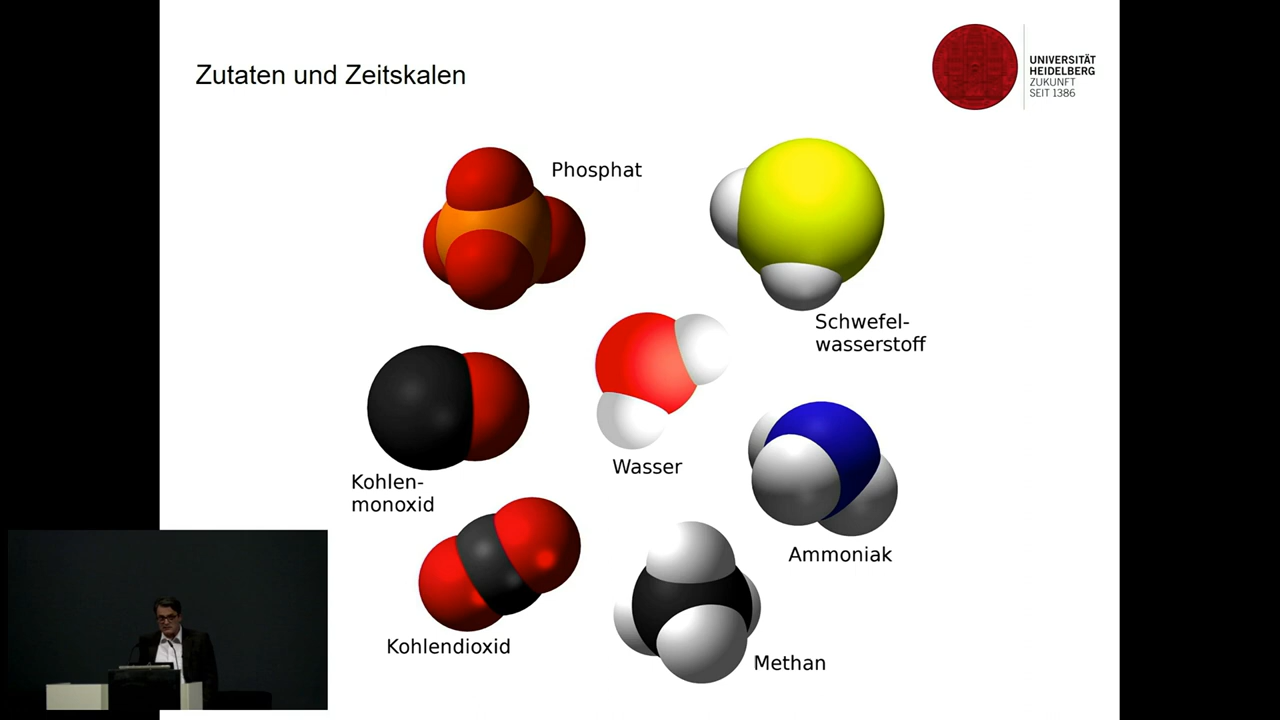 Zutaten und Zeitskalen
UNIVERSITÄT
HEIDELBERG
ZUKUNFT
SEIT 1386
Phosphat
Schwefel-
wasserstoff
Wasser
Kohlen-
monoxid
Ammoniak
Kohlendioxid
Methan